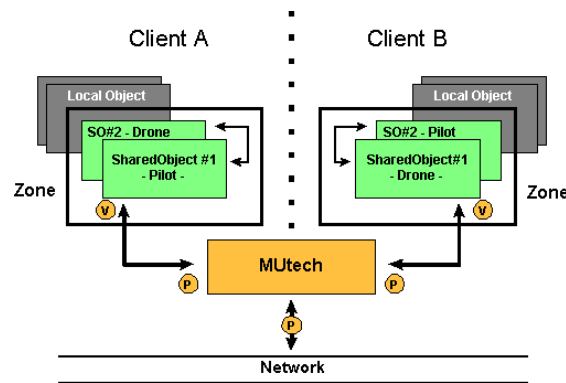 Client A
Client B
Local Object
SO#2 - Drone
SharedObject #1
- Pilot -
Zone
V
P
Local Object
SO#2 - Pilot
SharedObject#1
- Drone -
Zone
V
P
MUtech
P
Network